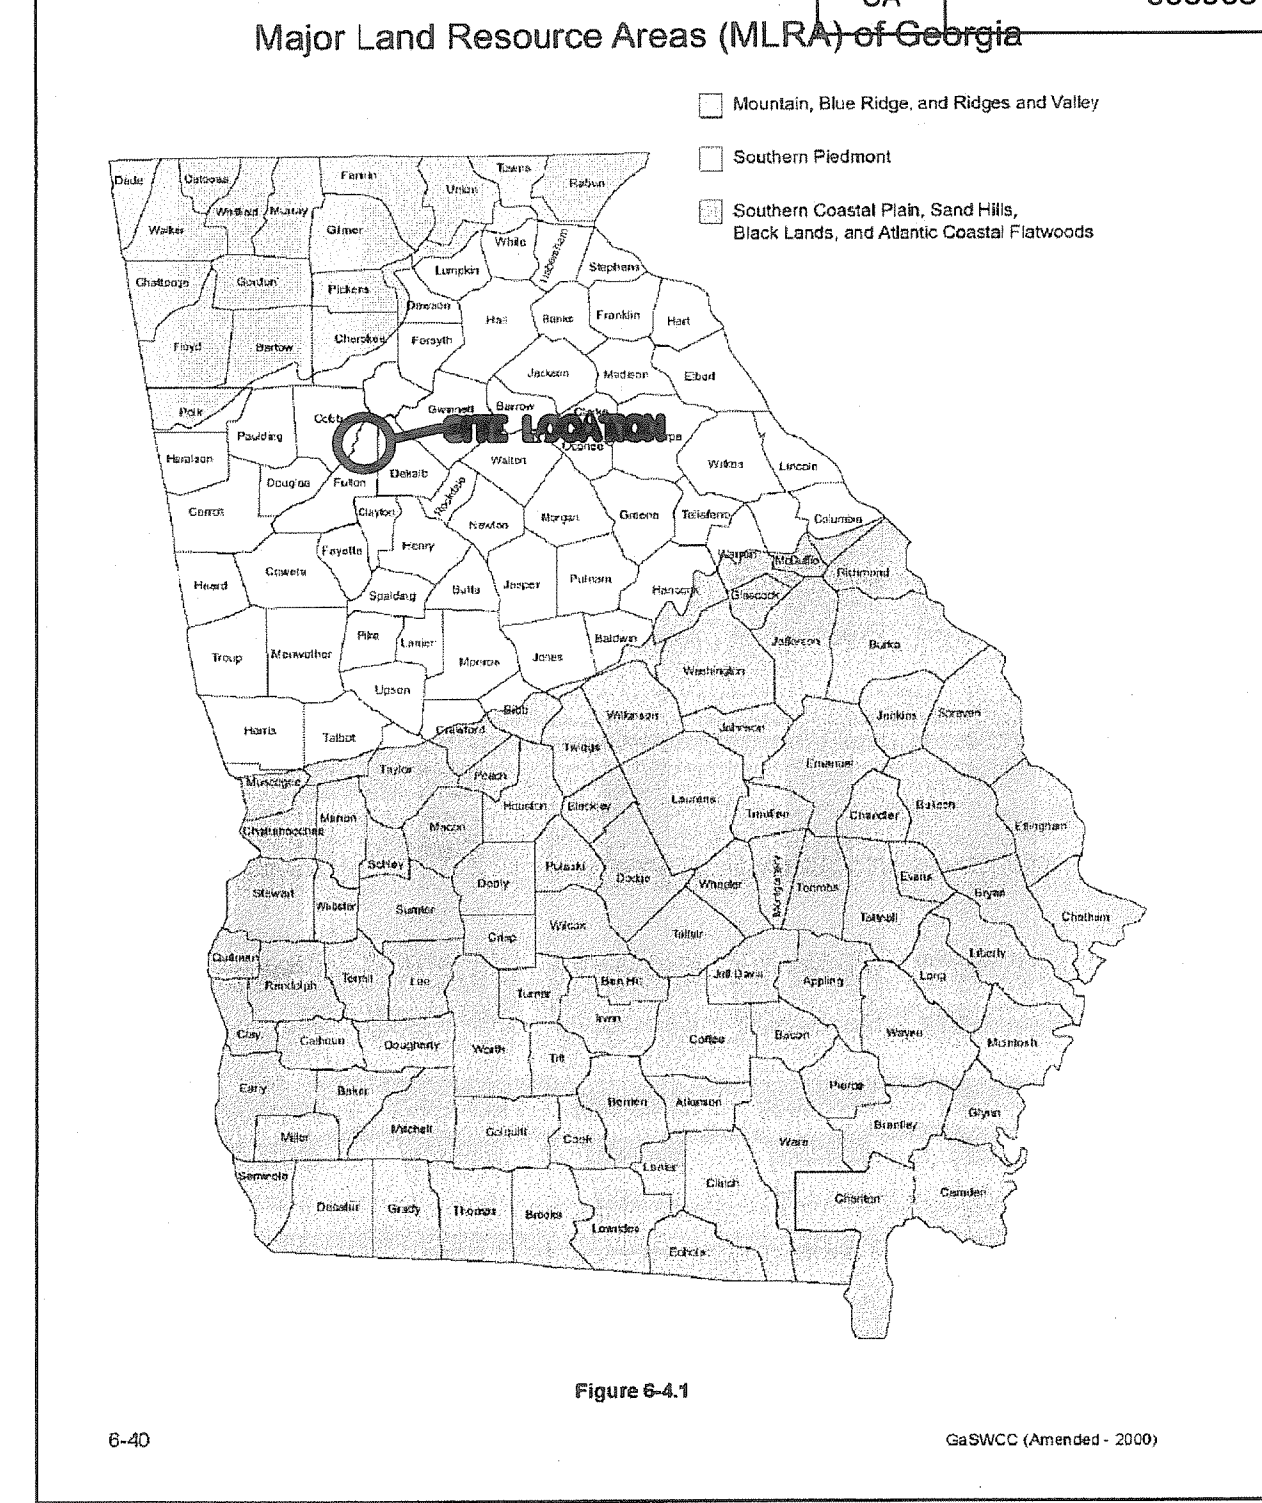 GA
Major Land Resource Areas (MLRA) of Georgia
Mountain, Blue Ridge, and Ridges and Valley
Southern Piedmont
Southern Coastal Plain, Sand Hills,
Black Lands, and Atlantic Coastal Flatwoods
Dade
Catoosa
Fannin
Towns
Rabun
Union
Whitfield
Murray
Walker
Gilmer
White
Habersham
Lumpkin
Stephens
Chattooga
Gordon
Pickens
Dawson
Hall
Banks
Franklin
Hart
Floyd
Bartow
Cherokee
Forsyth
Jackson
Madison
Elbert
Polk
Cobb
Gwinnett
Barrow
Clarke
SITE LOCATION
Paulding
Oconee
Haralson
Walton
Wilkes
Lincoln
Douglas
Fulton
Dekalb
Rockdale
Carroll
Clayton
Newton
Morgan
Greene
Taliaferro
Columbia
Fayette
Henry
Warren
McDuffie
Coweta
Richmond
Heard
Spalding
Butts
Jasper
Putnam
Hancock
Glascock
Troup
Meriwether
Pike
Lamer
Monroe
Jones
Baldwin
Jefferson
Burke
Washington
Upson
Harris
Talbot
Crawford
Bibb
Wilkinson
Johnson
Jenkins
Screven
Twiggs
Taylor
Peach
Emanuel
Muscogee
Houston
Bleckley
Laurens
Treutlen
Candler
Bulloch
Effingham
Chattahoochee
Marion
Macon
Schley
Pulaski
Dodge
Wheeler
Montgomery
Toombs
Evans
Bryan
Stewart
Webster
Sumter
Dooly
Tattnall
Chatham
Crisp
Wilcox
Telfair
Liberty
Quitman
Randolph
Terrell
Lee
Turner
Ben Hill
Jeff Davis
Appling
Long
Clay
Calhoun
Dougherty
Worth
Tift
Irwin
Coffee
Bacon
Wayne
McIntosh
Early
Baker
Pierce
Miller
Mitchell
Colquitt
Cook
Berrien
Atkinson
Ware
Brantley
Glynn
Seminole
Lanier
Clinch
Charlton
Camden
Decatur
Grady
Thomas
Brooks
Lowndes
Echols
Figure 6-4.1
6-40
GaSWCC (Amended - 2000)